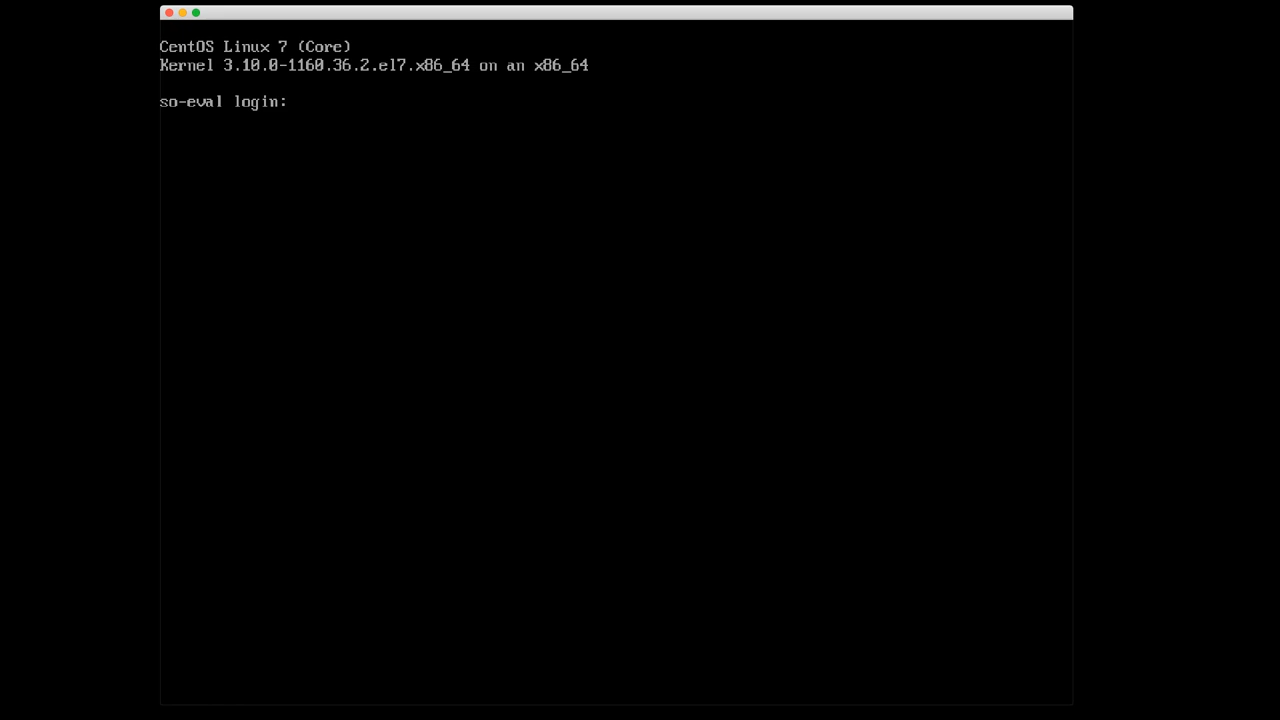 CentOS Linux 7 (Core)
Kernel 3.10.0-1160.36.2.el7.x86_64 on an x86_64
so-eval login: